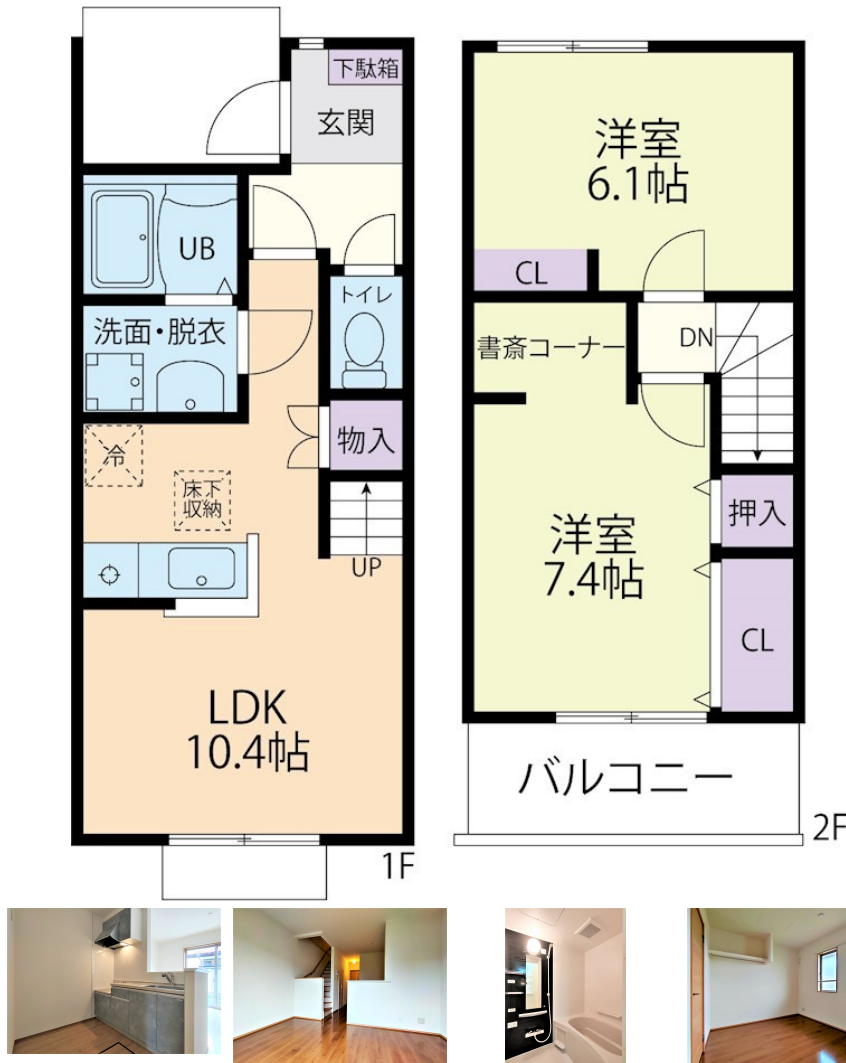 下駄箱
玄関
UB
トイレ
洗面・脱衣
冷
床下
収納
物入
UP
LDK
10.4帖
1F
洋室
6.1帖
CL
DN
書斎コーナー
洋室
7.4帖
押入
CL
バルコニー
2F